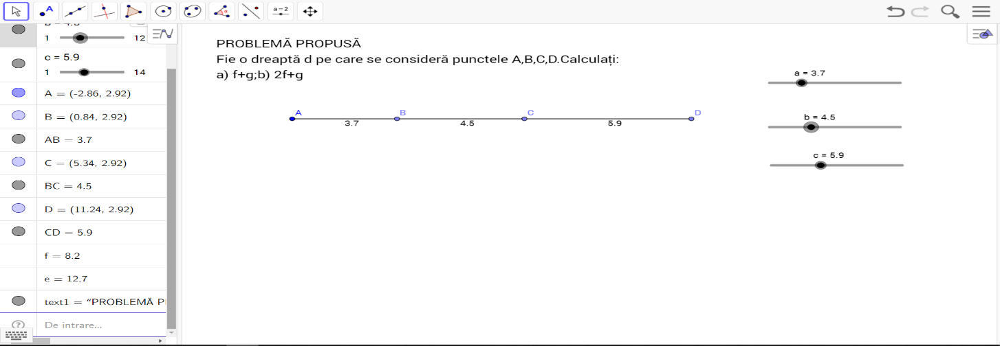 A
α
a=2
b = 4.5
1 12
c = 5.9
1 14
A = (-2.86, 2.92)
B = (0.84, 2.92)
AB = 3.7
C = (5.34, 2.92)
BC = 4.5
D = (11.24, 2.92)
CD = 5.9
f = 8.2
e = 12.7
text1 = “PROBLEMĂ P
De intrare...
PROBLEMĂ PROPUSĂ
Fie o dreaptă d pe care se consideră punctele A,B,C,D.Calculați:
a) f+g;b) 2f+g
A B C D
3.7 4.5 5.9
a = 3.7
b = 4.5
c = 5.9